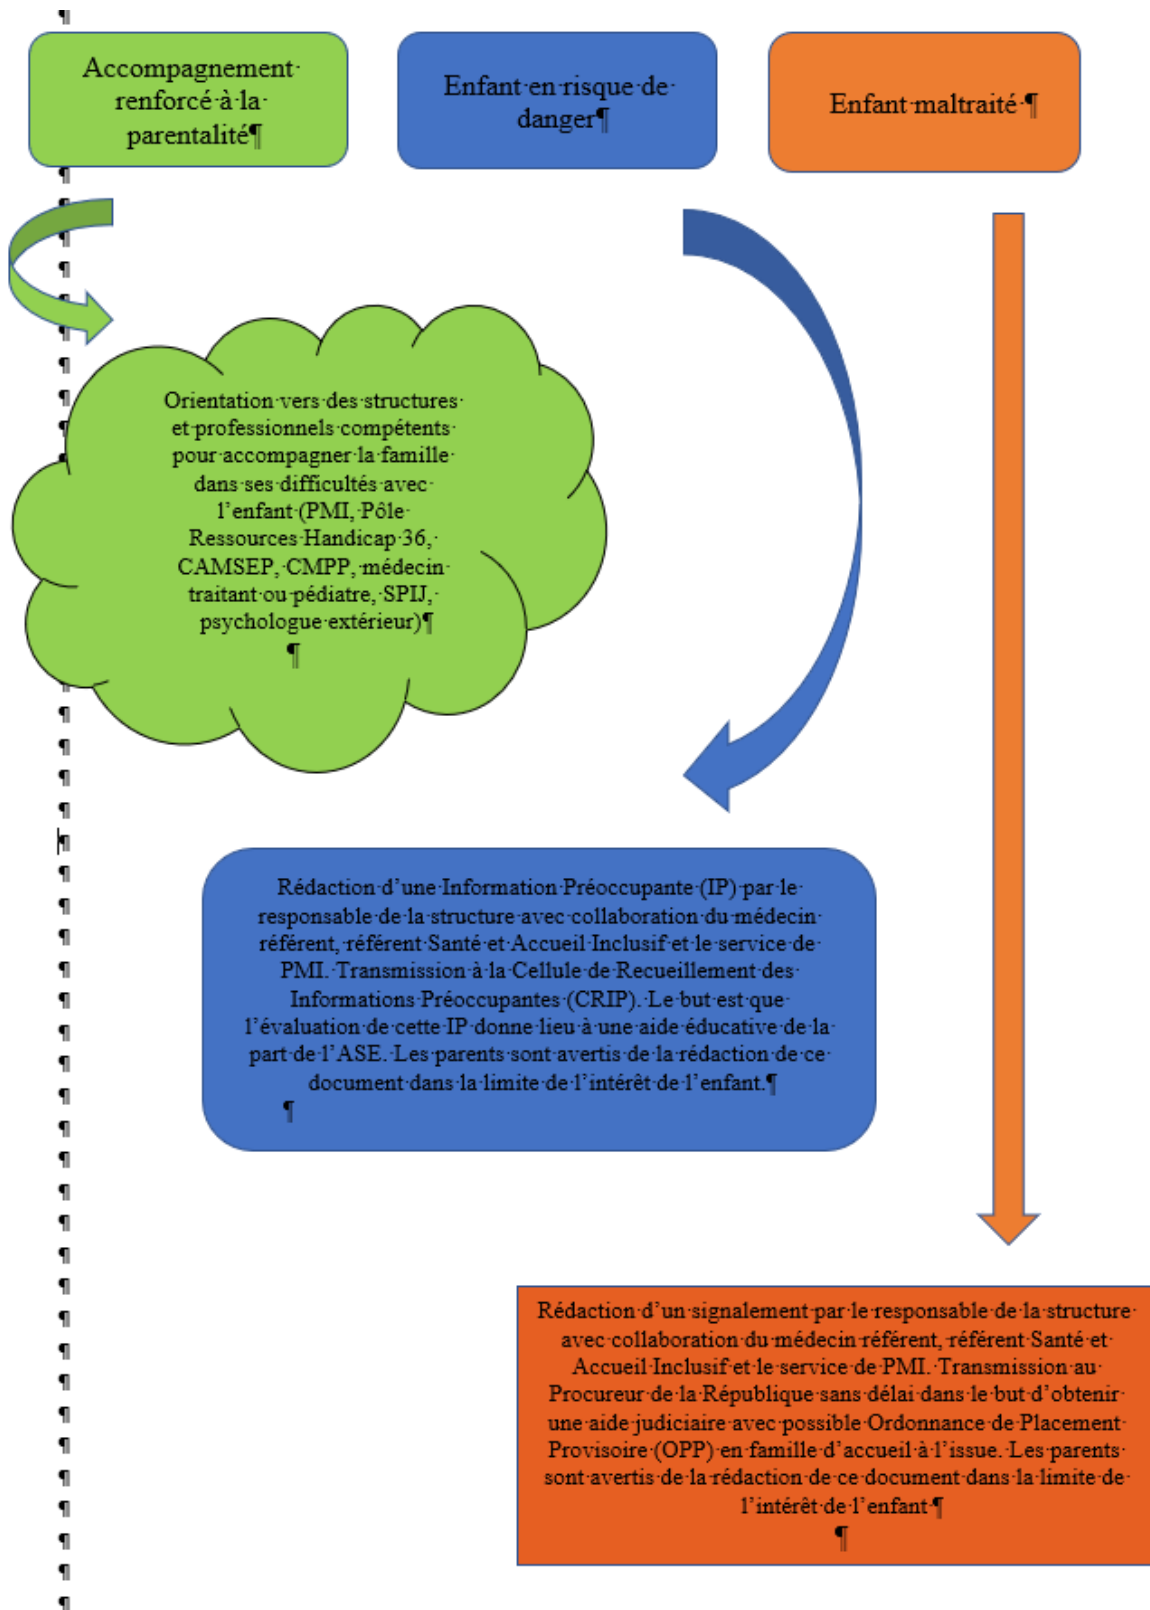 Accompagnement
renforcé à la
parentalité¶
Enfant en risque de
danger¶
Enfant maltraité ¶
Orientation vers des structures
et professionnels compétents
pour accompagner la famille
dans ses difficultés avec
l’enfant (PMI, Pôle
Ressources Handicap 36,
CAMSEP, CMPP, médecin
traitant ou pédiatre, SPIJ,
psychologue extérieur)¶
¶
Rédaction d’une Information Préoccupante (IP) par le
responsable de la structure avec collaboration du médecin
référent, référent Santé et Accueil Inclusif et le service de
PMI. Transmission à la Cellule de Recueillement des
Informations Préoccupantes (CRIP). Le but est que
l’évaluation de cette IP donne lieu à une aide éducative de la
part de l’ASE. Les parents sont avertis de la rédaction de ce
document dans la limite de l’intérêt de l’enfant.¶
¶
Rédaction d’un signalement par le responsable de la structure
avec collaboration du médecin référent, référent Santé et
Accueil Inclusif et le service de PMI. Transmission au
Procureur de la République sans délai dans le but d’obtenir
une aide judiciaire avec possible Ordonnance de Placement
Provisoire (OPP) en famille d’accueil à l’issue. Les parents
sont avertis de la rédaction de ce document dans la limite de
l’intérêt de l’enfant ¶
¶